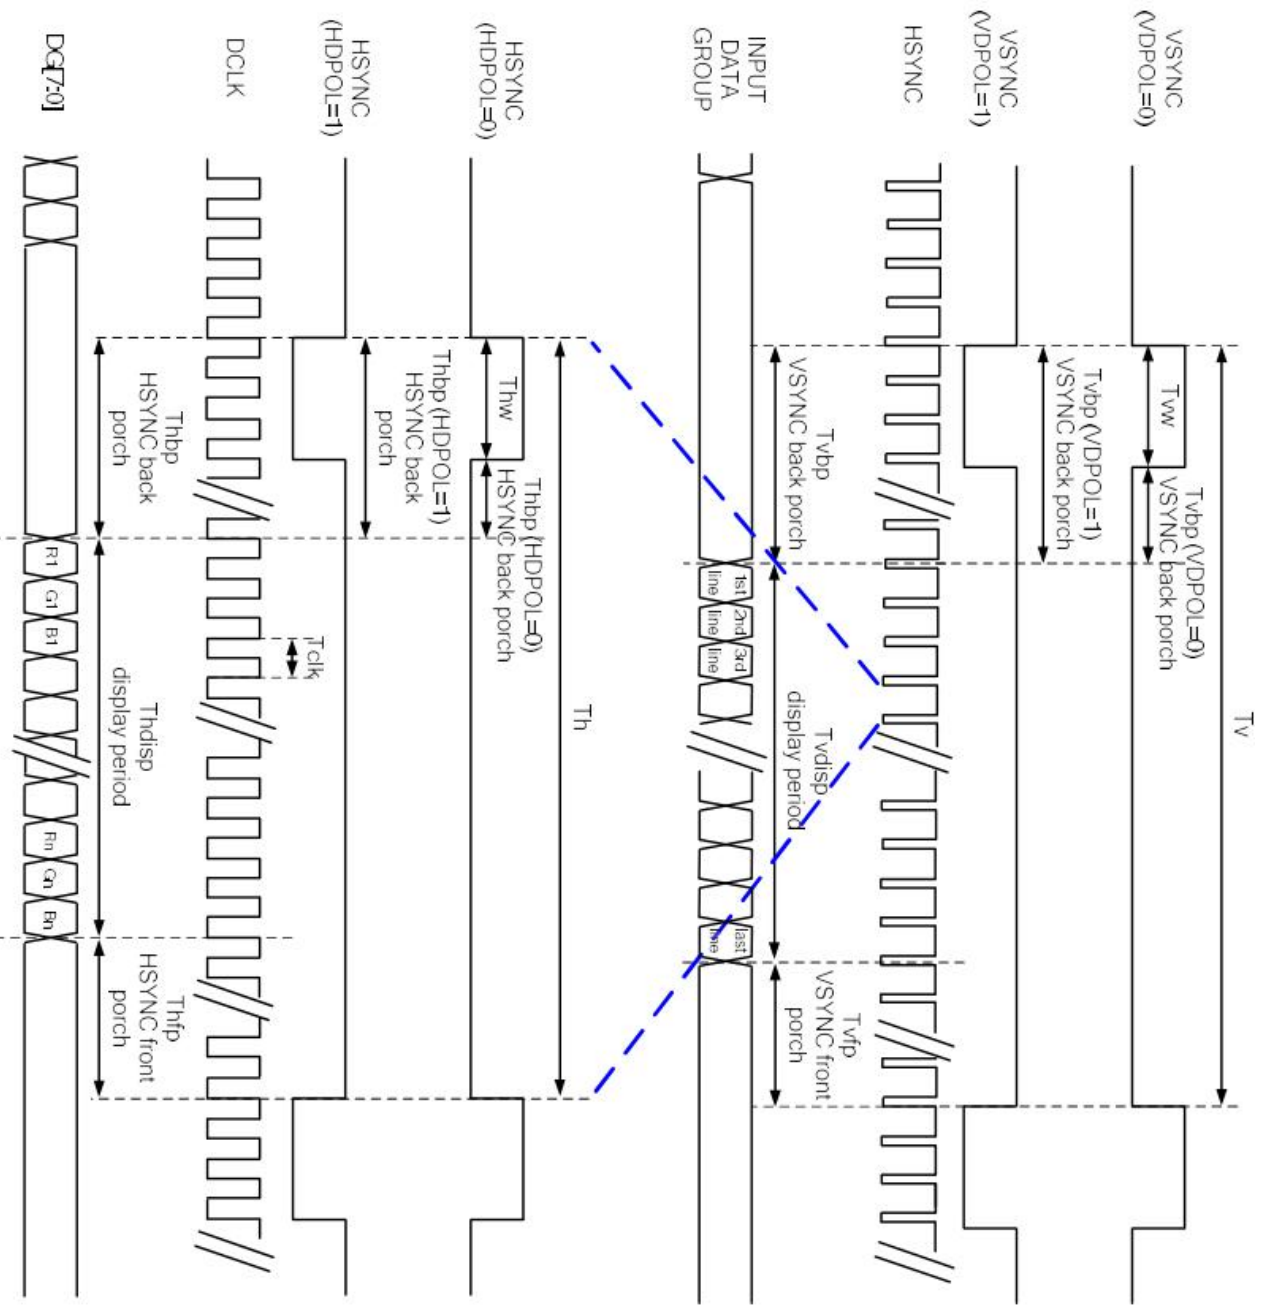 Tv
VSYNC
(VDPOL=0)
Tvw
Tvbp (VDPOL=0)
VSYNC back porch
VSYNC
(VDPOL=1)
Tvbp (VDPOL=1)
VSYNC back porch
HSYNC
Tvbp
VSYNC back porch
Tvdisp
display period
Tvfp
VSYNC front
porch
INPUT
DATA
GROUP
1st
line
2nd
line
3rd
line
last
line
Th
HSYNC
(HDPOL=0)
Thw
Thbp (HDPOL=0)
HSYNC back porch
HSYNC
(HDPOL=1)
Thbp (HDPOL=1)
HSYNC back
porch
Tclk
DCLK
Thbp
HSYNC back
porch
Thdisp
display period
Thfp
HSYNC front
porch
DG[7:0]
R1
G1
B1
Rn
Gn
Bn